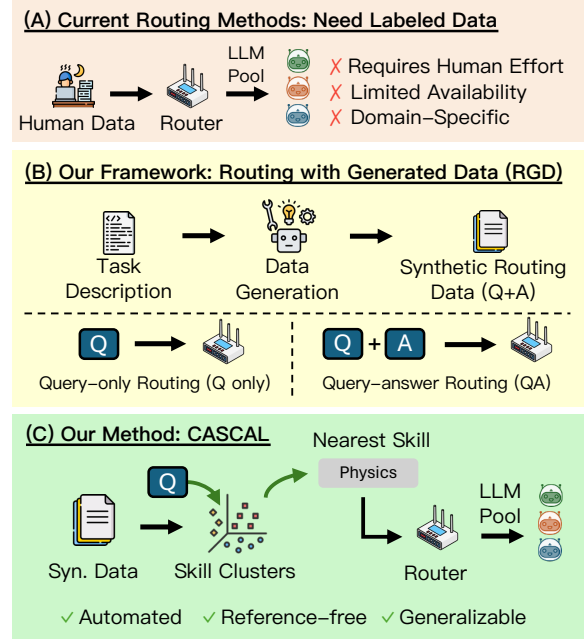 (A) Current Routing Methods: Need Labeled Data
LLM
Pool
Human Data
Router
✗ Requires Human Effort
✗ Limited Availability
✗ Domain-Specific
(B) Our Framework: Routing with Generated Data (RGD)
Task
Description
Data
Generation
Synthetic Routing
Data (Q+A)
Q
Query-only Routing (Q only)
Q + A
Query-answer Routing (QA)
(C) Our Method: CASCAL
Nearest Skill
Physics
Q
LLM
Pool
Syn. Data
Skill Clusters
Router
✓ Automated ✓ Reference-free ✓ Generalizable